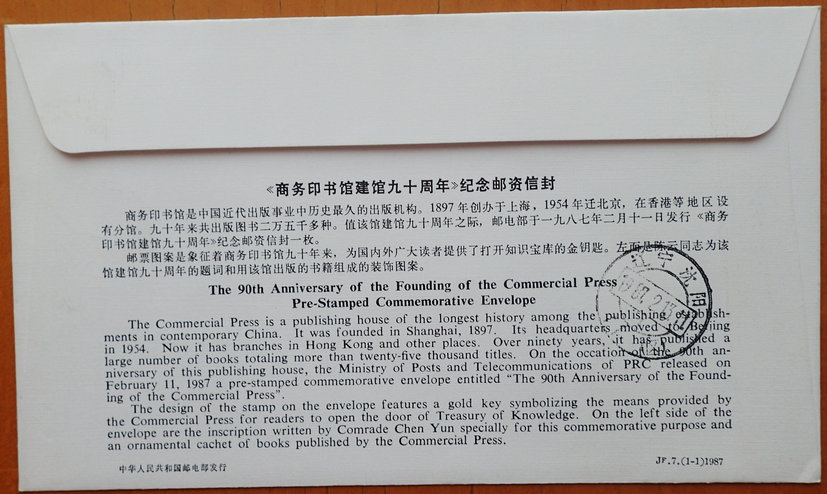 《商务印书馆建馆九十周年》纪念邮资信封
商务印书馆是中国近代出版事业中历史最久的出版机构。1897年创办于上海，1954年迁北京，在香港等地区设
有分馆。九十年来共出版图书二万五千多种。值该馆建馆九十周年之际，邮电部于一九八七年二月十一日发行《商务
印书馆建馆九十周年》纪念邮资信封一枚。
邮票图案是象征着商务印书馆九十年来，为国内外广大读者提供了打开知识宝库的金钥匙。左面是陈云同志为该
馆建馆九十周年的题词和用该馆出版的书籍组成的装饰图案。
The 90th Anniversary of the Founding of the Commercial Press
Pre-Stamped Commemorative Envelope
The Commercial Press is a publishing house of the longest history among the publishing establish-
ments in contemporary China. It was founded in Shanghai, 1897. Its headquarters moved to Beijing
in 1954. Now it has branches in Hong Kong and other places. Over ninety years, it has published a
large number of books totaling more than twenty-five thousand titles. On the occation of the 90th an-
niversary of this publishing house, the Ministry of Posts and Telecommunications of PRC released on
February 11, 1987 a pre-stamped commemorative envelope entitled “The 90th Anniversary of the Found-
ing of the Commercial Press”.
The design of the stamp on the envelope features a gold key symbolizing the means provided by
the Commercial Press for readers to open the door of Treasury of Knowledge. On the left side of the
envelope are the inscription written by Comrade Chen Yun specially for this commemorative purpose and
an ornamental cachet of books published by the Commercial Press.
中华人民共和国邮电部发行
JF.7.(1-1)1987
辽宁沈阳